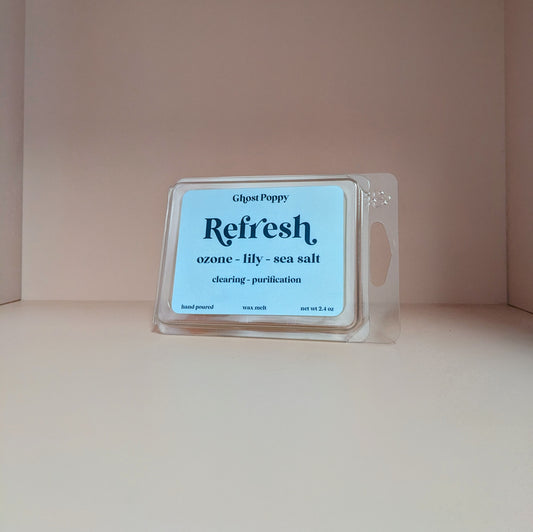 Ghost Poppy
Refresh
ozone - lily - sea salt
clearing - purification
hand poured wax melt net wt 2.4 oz